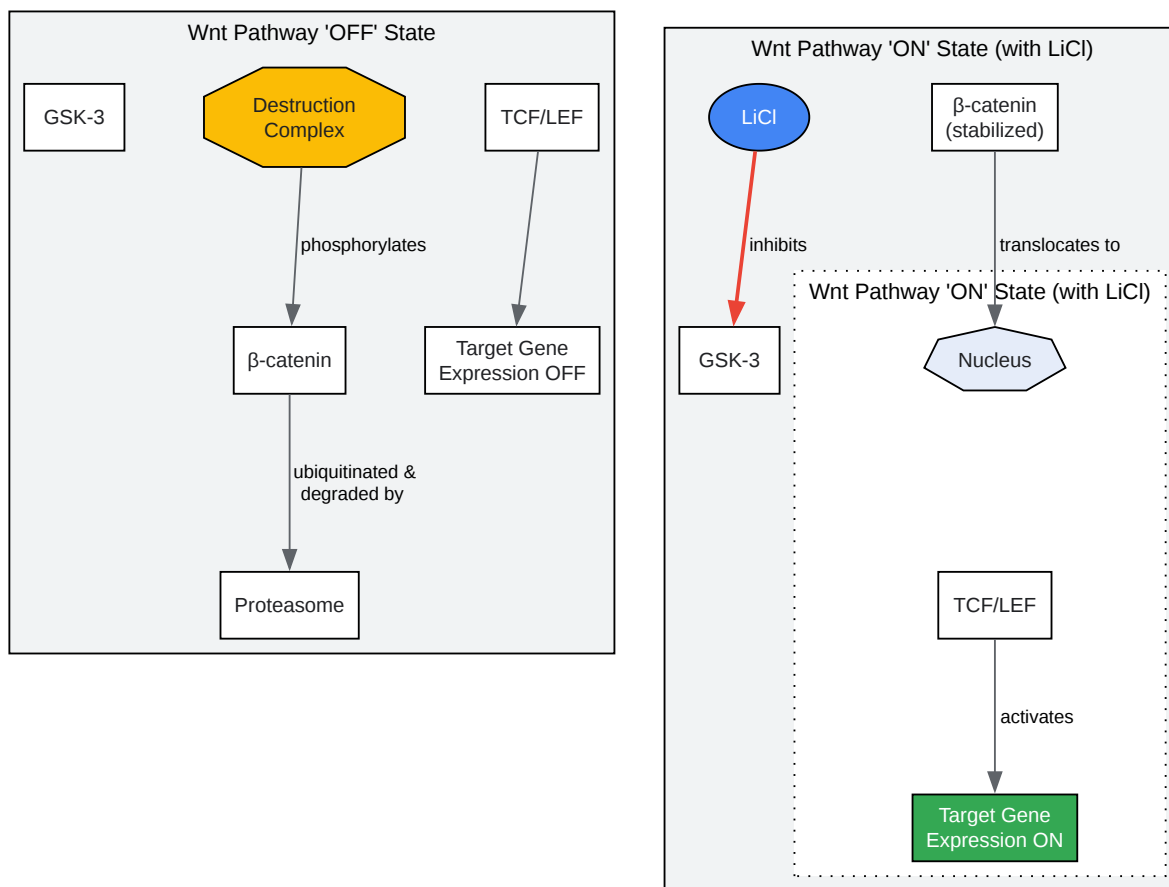 Wnt Pathway 'OFF' State
GSK-3
Destruction
Complex
TCF/LEF
phosphorylates
β-catenin
Target Gene
Expression OFF
ubiquitinated &
degraded by
Proteasome
Wnt Pathway 'ON' State (with LiCl)
LiCl
β-catenin
(stabilized)
inhibits
translocates to
Wnt Pathway 'ON' State (with LiCl)
GSK-3
Nucleus
TCF/LEF
activates
Target Gene
Expression ON